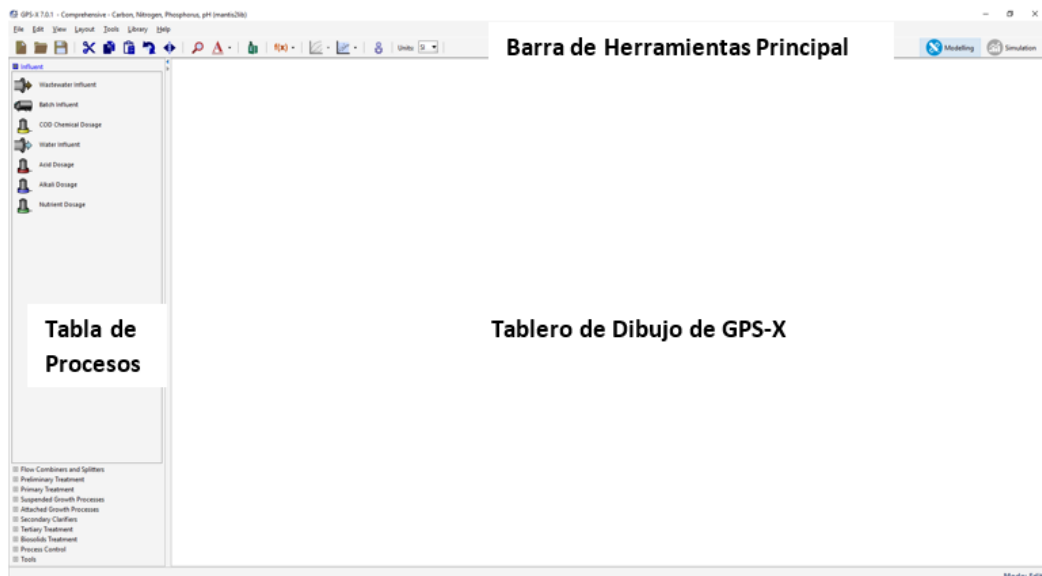 GPS-X 7.0.1 - Comprehensive - Carbon, Nitrogen, Phosphorus, pH (mantis2lib)
File Edit View Layout Tools Library Help
Units: SI
Barra de Herramientas Principal
Modelling
Simulation
Influent
Wastewater Influent
Batch Influent
COD Chemical Dosage
Water Influent
Acid Dosage
Alkali Dosage
Nutrient Dosage
Tabla de
Procesos
Tablero de Dibujo de GPS-X
Flow Combiners and Splitters
Preliminary Treatment
Primary Treatment
Suspended Growth Processes
Attached Growth Processes
Secondary Clarifiers
Tertiary Treatment
Biosolids Treatment
Process Control
Tools
Mode: Edit